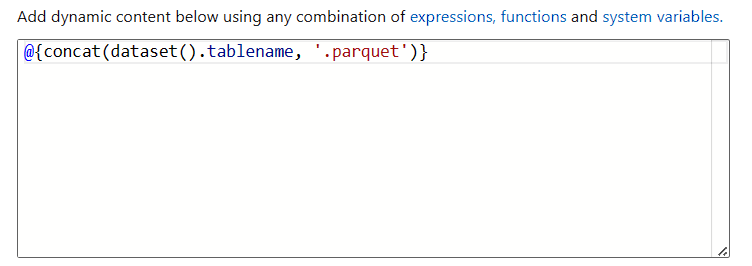 Add dynamic content below using any combination of expressions, functions and system variables.
@{concat(dataset().tablename, '.parquet')}